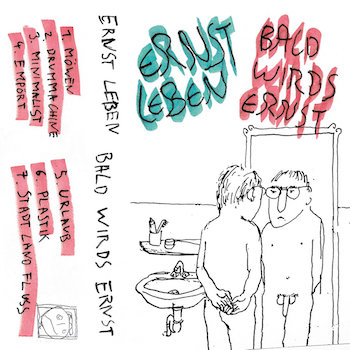 1. MÖWEN
2. DRUMMACHINE
3. MINIMALIST
4. EMPÖRT
5. URLAUB
6. PLASTIK
7. STADT LAND FLUSS
ERNST LEBEN BALD WIRDS ERNST
ERNST
LEBEN
BALD
WIRDS
ERNST